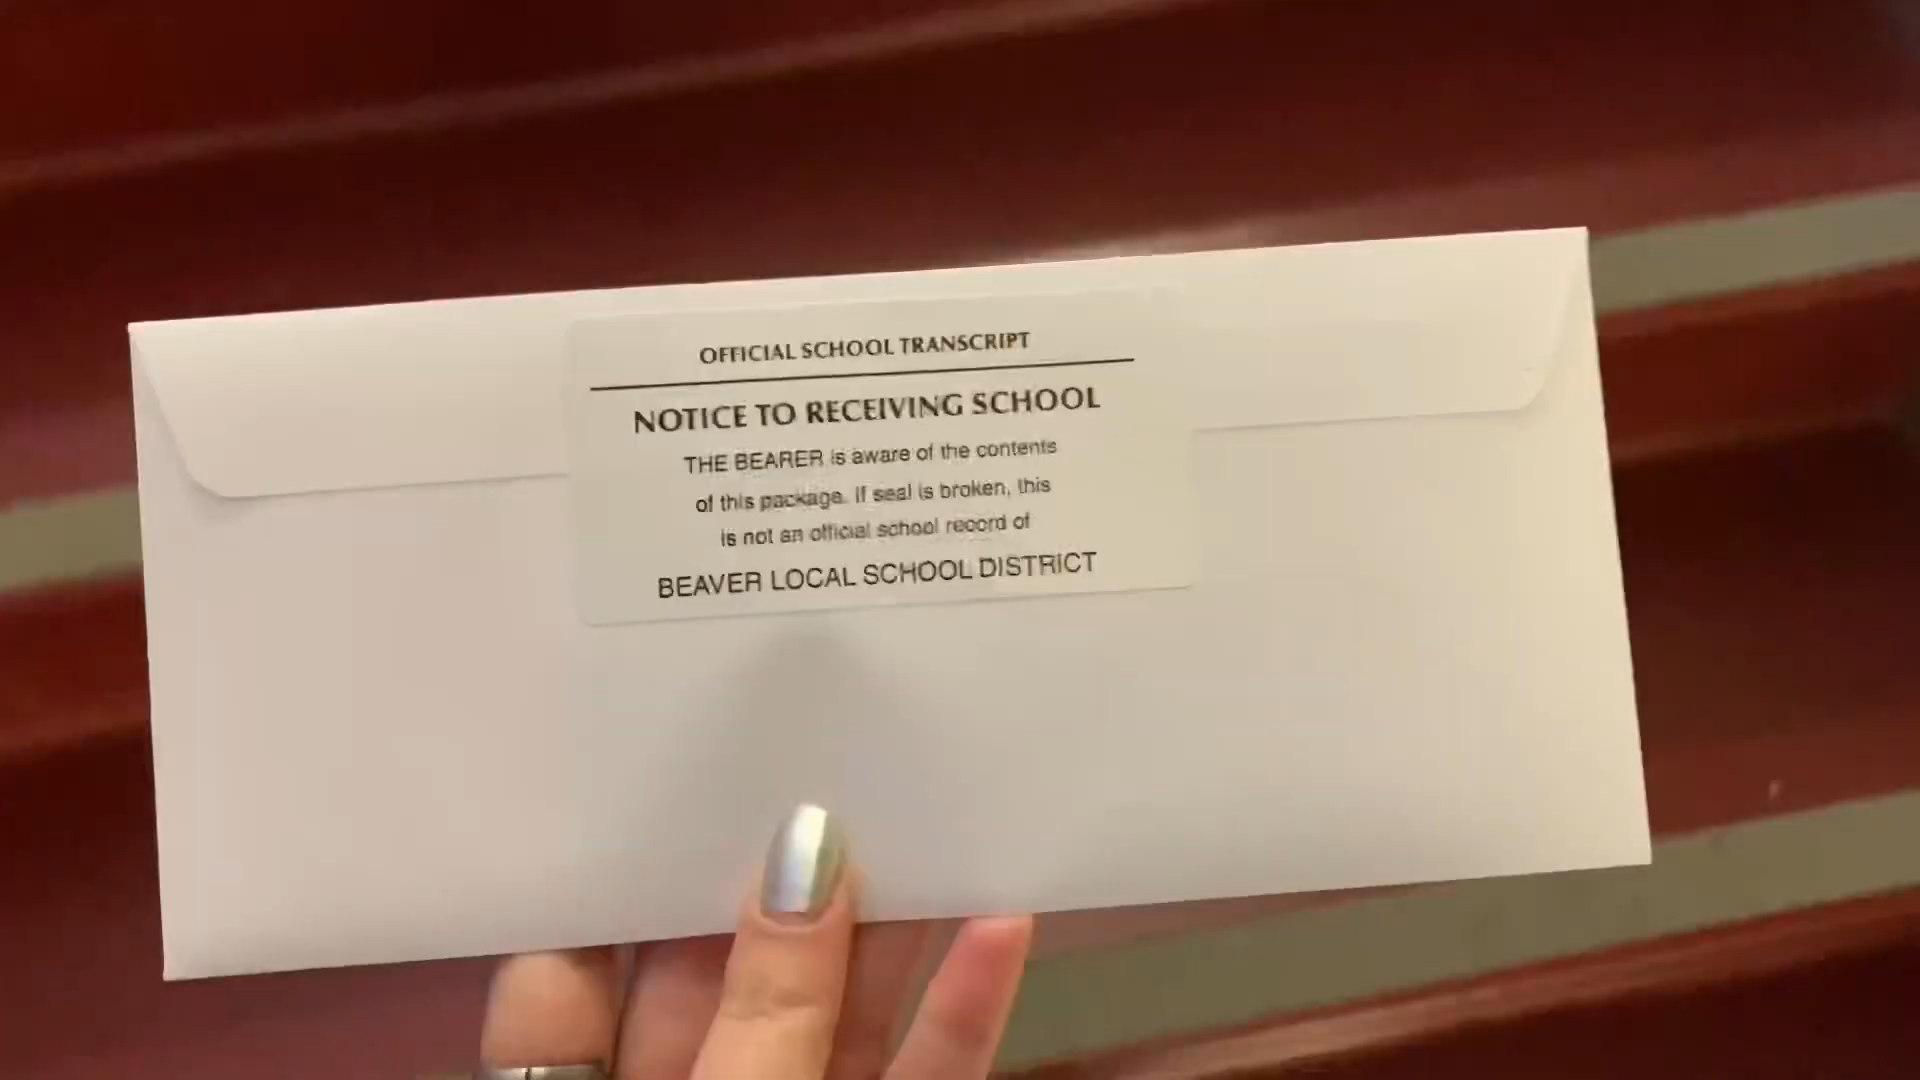 OFFICIAL SCHOOL TRANSCRIPT
NOTICE TO RECEIVING SCHOOL
THE BEARER is aware of the contents
of this package. If seal is broken, this
is not an official school record of
BEAVER LOCAL SCHOOL DISTRICT